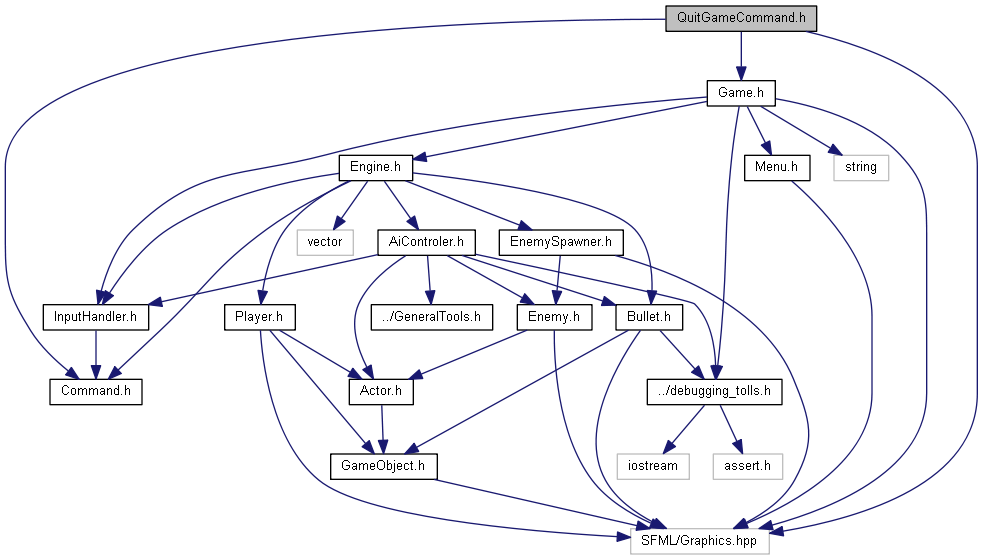 QuitGameCommand.h
Game.h
Engine.h
Menu.h
string
vector
AiControler.h
EnemySpawner.h
InputHandler.h
Player.h
../GeneralTools.h
Enemy.h
Bullet.h
Command.h
Actor.h
../debugging_tolls.h
GameObject.h
iostream
assert.h
SFML/Graphics.hpp